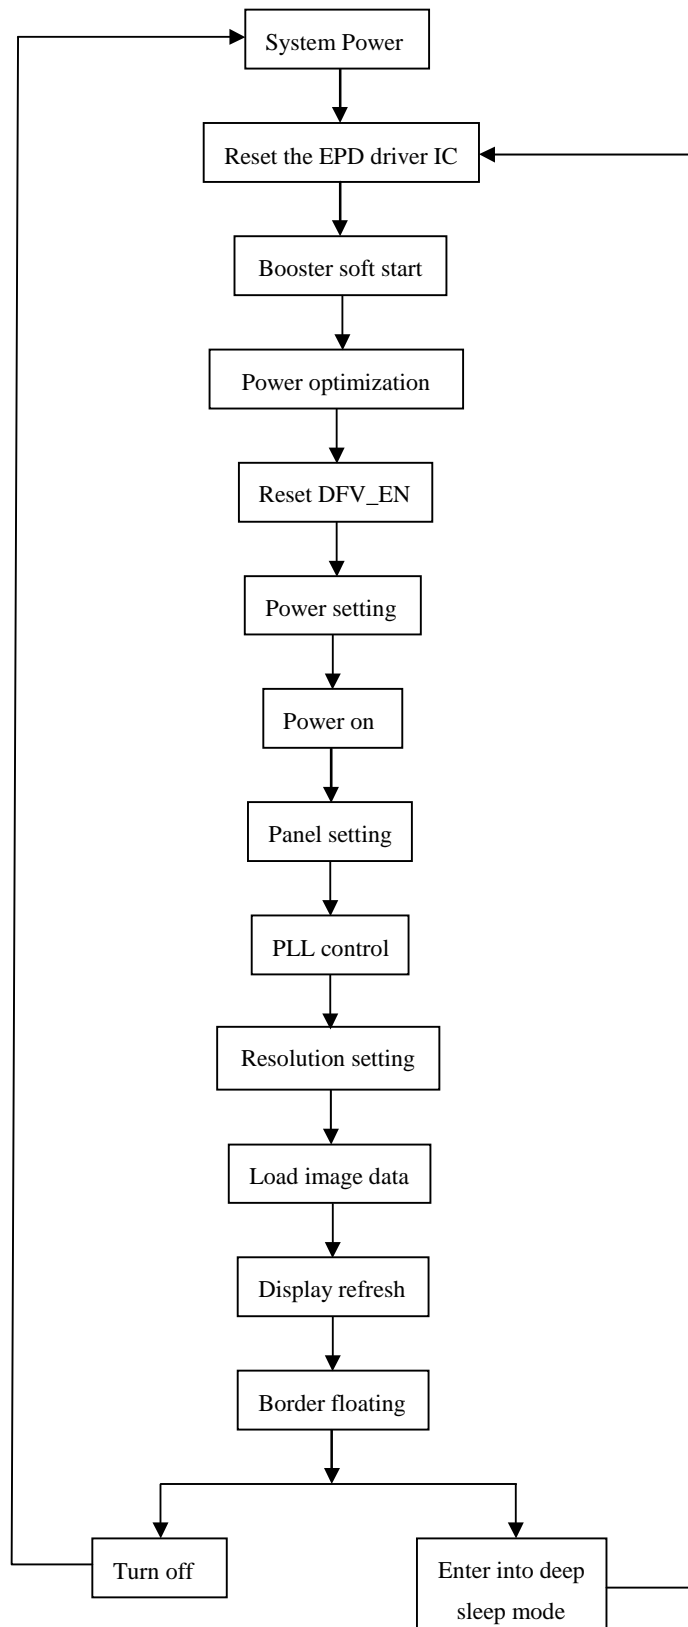 System Power
Reset the EPD driver IC
Booster soft start
Power optimization
Reset DFV_EN
Power setting
Power on
Panel setting
PLL control
Resolution setting
Load image data
Display refresh
Border floating
Turn off
Enter into deep
sleep mode